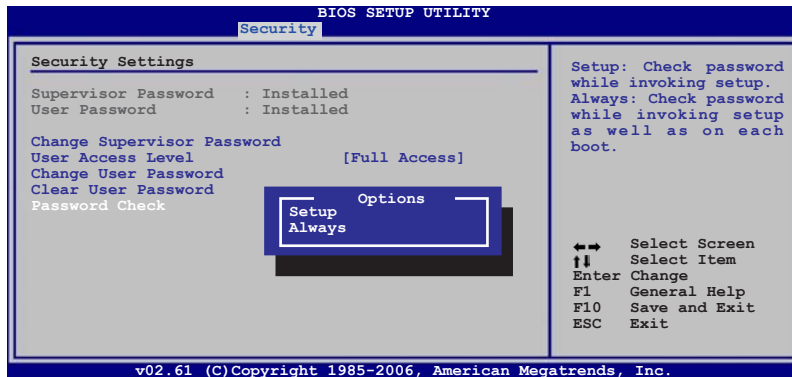 BIOS SETUP UTILITY
Security
Security Settings
Supervisor Password : Installed
User Password : Installed
Change Supervisor Password
User Access Level [Full Access]
Change User Password
Clear User Password
Password Check
Options
Setup
Always
Setup: Check password
while invoking setup.
Always: Check password
while invoking setup
as well as on each
boot.
←→ Select Screen
↑↓ Select Item
Enter Change
F1 General Help
F10 Save and Exit
ESC Exit
v02.61 (C)Copyright 1985-2006, American Megatrends, Inc.